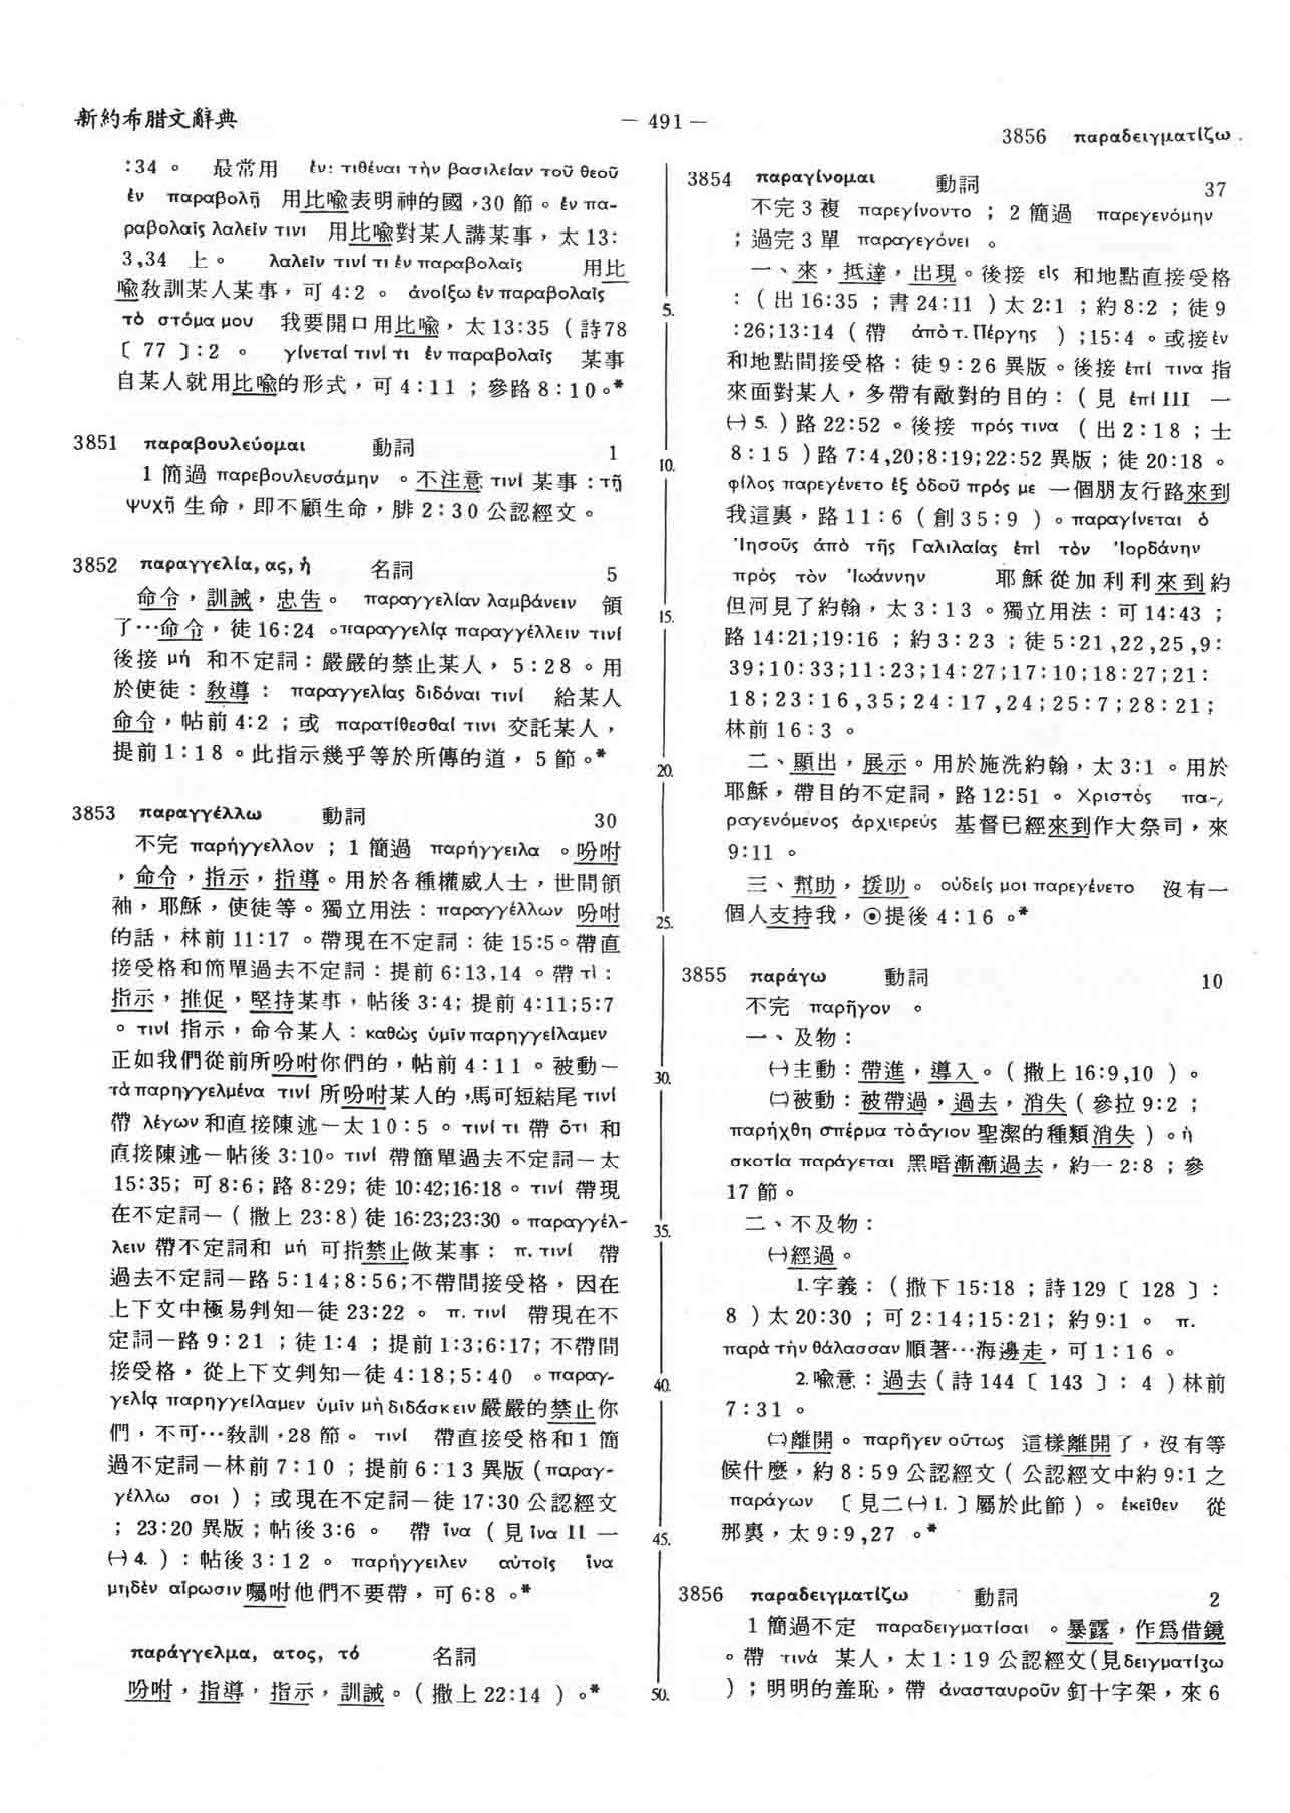 新約希腊文辭典
— 491 —
3856 παραδειγματίζω
:34 。 最常用 ἐν: τιθέναι τὴν βασιλείαν τοῦ θεοῦ
ἐν παραβολῇ 用比喩表明神的國,30 節。ἐν πα-
ραβολαῖς λαλεῖν τινι 用比喩對某人講某事,太 13:
3,34 上。 λαλεῖν τινί τι ἐν παραβολαῖς 用比
喩敎訓某人某事,可 4:2 。 ἀνοίξω ἐν παραβολαῖς
τὸ στόμα μου 我要開口用比喩,太 13:35 (詩78
〔 77 〕:2 。 γίνεταί τινί τι ἐν παραβολαῖς 某事
自某人就用比喩的形式,可 4:11 ;參路 8:10。*
3851 παραβουλεύομαι 動詞 1
1 簡過 παρεβουλευσάμην 。不注意 τινί 某事:τῇ
ψυχῇ 生命,即不顧生命,腓 2:30 公認經文。
3852 παραγγελία, ας, ἡ 名詞 5
命令,訓誡,忠告。 παραγγελίαν λαμβάνειν 領
了…命令,徒 16:24 。παραγγελίᾳ παραγγέλλειν τινί
後接 μή 和不定詞:嚴嚴的禁止某人, 5:28 。用
於使徒:敎導: παραγγελίας διδόναι τινί 給某人
命令,帖前 4:2 ;或 παρατίθεσθαί τινι 交託某人,
提前 1:18 。此指示幾乎等於所傳的道, 5 節。*
3853 παραγγέλλω 動詞 30
不完 παρήγγελλον ; 1 簡過 παρήγγειλα 。吩咐
,命令,指示,指導。用於各種權威人士,世間領
袖,耶穌,使徒等。獨立用法:παραγγέλλων 吩咐
的話,林前 11:17 。帶現在不定詞:徒 15:5。帶直
接受格和簡單過去不定詞:提前 6:13,14 。帶 τὶ:
指示,推促,堅持某事,帖後 3:4; 提前 4:11;5:7
。τινί 指示,命令某人:καθὼς ὑμῖν παρηγγείλαμεν
正如我們從前所吩咐你們的,帖前 4:11 。被動—
τὰ παρηγγελμένα τινί 所吩咐某人的,馬可短結尾 τινί
帶 λέγων 和直接陳述—太 10:5 。τινί τι 帶 ὅτι 和
直接陳述—帖後 3:10。τινί 帶簡單過去不定詞—太
15:35; 可 8:6;路 8:29; 徒 10:42;16:18。τινί 帶現
在不定詞—(撒上 23:8)徒 16:23;23:30 。παραγγέλ-
λειν 帶不定詞和 μή 可指禁止做某事: π. τινί 帶
過去不定詞—路 5:14;8:56;不帶間接受格,因在
上下文中極易判知—徒 23:22 。 π. τινί 帶現在不
定詞—路 9:21 ;徒 1:4 ;提前 1:3;6:17; 不帶間
接受格,從上下文判知—徒 4:18;5:40 。παραγ-
γελίᾳ παρηγγείλαμεν ὑμῖν μὴ διδάσκειν 嚴嚴的禁止你
們,不可…敎訓,28 節。 τινί 帶直接受格和1 簡
過不定詞—林前 7:10 ;提前 6:13 異版(παραγ-
γέλλω σοι );或現在不定詞—徒 17:30 公認經文
;23:20 異版;帖後 3:6 。 帶 ἵνα (見 ἵνα II 一
㈠ 4. ):帖後 3:12 。 παρήγγειλεν αὐτοῖς ἵνα
μηδὲν αἴρωσιν 囑咐他們不要帶,可 6:8 。*
παράγγελμα, ατος, τό 名詞
吩咐,指導,指示,訓誡。(撒上 22:14 )。*
5.
10.
15.
20.
25.
30.
35.
40.
45.
50.
3854 παραγίνομαι 動詞 37
不完 3 複 παρεγίνοντο ; 2 簡過 παρεγενόμην
;過完 3 單 παραγεγόνει 。
一、來,抵達,出現。後接 εἰς 和地點直接受格
:(出 16:35 ;書 24:11 )太 2:1 ;約 8:2 ;徒 9
:26;13:14 (帶 ἀπὸ τ. Πέργης );15:4 。或接 ἐν
和地點間接受格:徒 9:26 異版。後接 ἐπί τινα 指
來面對某人,多帶有敵對的目的:(見 ἐπί III 一
㈠ 5. )路 22:52 。後接 πρός τινα (出 2:18 ;士
8:15 )路 7:4,20;8:19;22:52 異版;徒 20:18 。
φίλος παρεγένετο ἐξ ὁδοῦ πρός με 一個朋友行路來到
我這裏,路 11:6 (創 35:9 )。παραγίνεται ὁ
Ἰησοῦς ἀπὸ τῆς Γαλιλαίας ἐπὶ τὸν Ἰορδάνην
πρὸς τὸν Ἰωάννην 耶穌從加利利來到約
但河見了約翰,太 3:13 。獨立用法:可 14:43 ;
路 14:21;19:16 ;約 3:23 ;徒 5:21,22,25,9:
39;10:33;11:23;14:27;17:10;18:27;21:
18;23:16,35;24:17,24;25:7;28:21;
林前 16:3 。
二、顯出,展示。用於施洗約翰,太 3:1 。用於
耶穌,帶目的不定詞,路 12:51 。Χριστὸς πα-
ραγενόμενος ἀρχιερεύς 基督已經來到作大祭司,來
9:11 。
三、幫助,援助。 οὐδείς μοι παρεγένετο 沒有一
個人支持我,⊙提後 4:16 。*
3855 παράγω 動詞 10
不完 παρῆγον 。
一、及物:
㈠主動:帶進,導入。(撒上 16:9,10 )。
㈡被動:被帶過,過去,消失(參拉 9:2 ;
παρήχθη σπέρμα τὸ ἅγιον 聖潔的種類消失 )。ἡ
σκοτία παράγεται 黑暗漸漸過去,約一 2:8 ;參
17 節。
二、不及物:
㈠經過。
1.字義:(撒下 15:18 ;詩 129〔 128 〕:
8 )太 20:30 ;可 2:14;15:21; 約 9:1 。 π.
παρὰ τὴν θάλασσαν 順著…海邊走,可 1:16 。
2.喩意:過去(詩 144〔 143 〕: 4 )林前
7:31 。
㈡離開。παρῆγεν οὕτως 這樣離開了,沒有等
候什麼,約 8:59 公認經文(公認經文中約 9:1 之
παράγων 〔見二㈠ 1.〕屬於此節)。ἐκεῖθεν 從
那裏,太 9:9,27 。*
3856 παραδειγματίζω 動詞 2
1 簡過不定 παραδειγματίσαι 。暴露,作爲借鏡
。帶 τινά 某人,太 1:19 公認經文(見 δειγματίζω
);明明的羞恥,帶 ἀνασταυροῦν 釘十字架,來 6